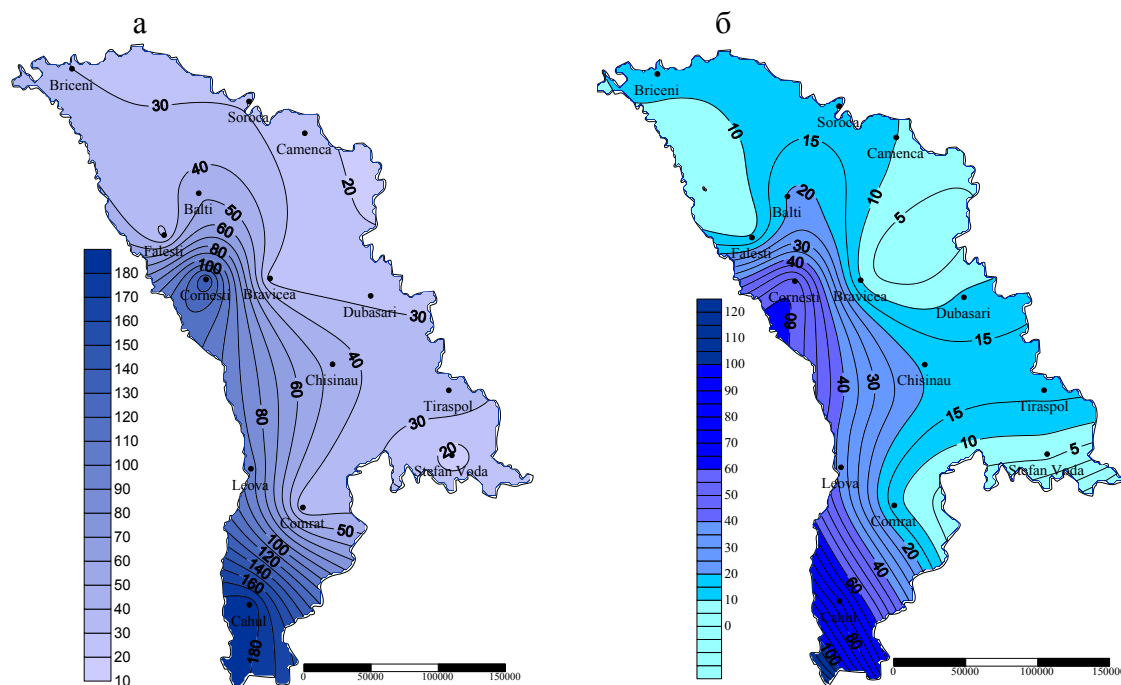 а
Briceni
30
Soroca
Camenca
20
40
Balti
50
60
Falesti
80
100
Cornesti
Bravicea
Dubasari
30
40
Chisinau
60
Tiraspol
80
30
20
Stefan Voda
Leova
Comrat
50
100
120
140
160
Cahul
180
180
170
160
150
140
130
120
110
100
90
80
70
60
50
40
30
20
10
0
50000
100000
150000
б
Briceni
10
15
Soroca
Camenca
10
5
20
Balti
Falesti
30
40
Cornesti
Bravicea
60
Dubasari
15
40
30
Chisinau
Tiraspol
15
10
5
Stefan Voda
Leova
Comrat
20
40
60
Cahul
80
100
120
110
100
90
80
70
60
50
40
30
20
10
0
0
50000
100000
150000